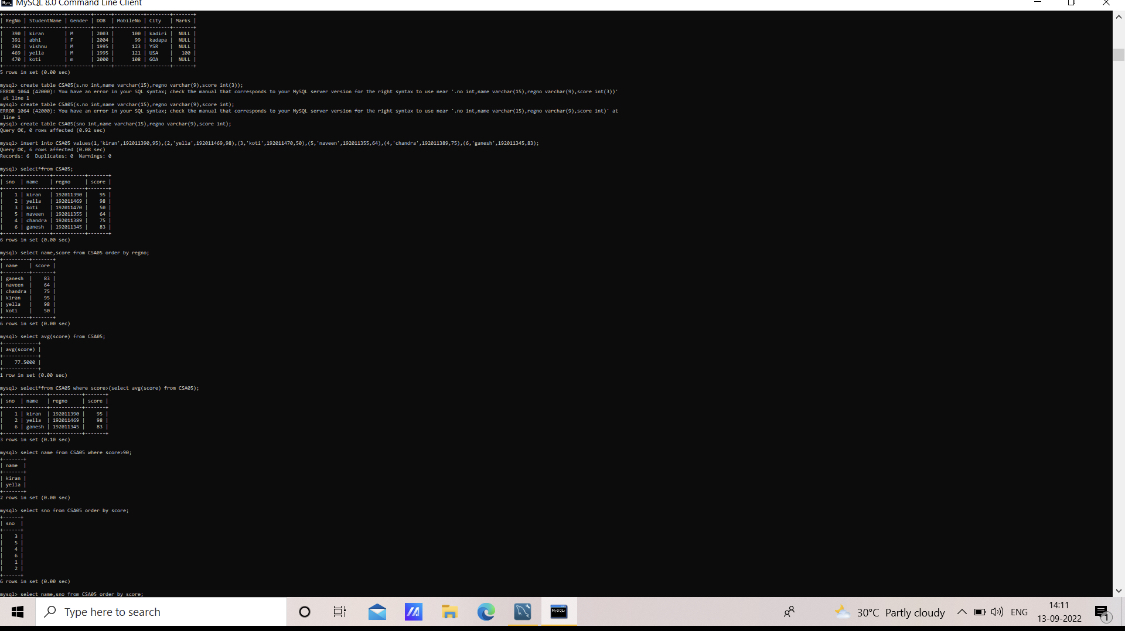 MySQL 8.0 Command Line Client
+-------+-------------+--------+------+----------+--------+-------+
| RegNo | StudentName | Gender | DOB | MobileNo | City | Marks |
+-------+-------------+--------+------+----------+--------+-------+
| 390 | kiran | M | 2003 | 100 | kadiri | NULL |
| 391 | abhi | F | 2004 | 99 | kadapa | NULL |
| 392 | vishnu | M | 1995 | 123 | YSR | NULL |
| 469 | yella | M | 1995 | 121 | USA | 100 |
| 470 | koti | m | 2000 | 108 | GOA | NULL |
+-------+-------------+--------+------+----------+--------+-------+
5 rows in set (0.00 sec)
mysql> create table CSA05(s.no int,name varchar(15),regno varchar(9),score int(3));
ERROR 1064 (42000): You have an error in your SQL syntax; check the manual that corresponds to your MySQL server version for the right syntax to use near '.no int,name varchar(15),regno varchar(9),score int(3))'
at line 1
mysql> create table CSA05(s.no int,name varchar(15),regno varchar(9),score int);
ERROR 1064 (42000): You have an error in your SQL syntax; check the manual that corresponds to your MySQL server version for the right syntax to use near '.no int,name varchar(15),regno varchar(9),score int)' at
line 1
mysql> create table CSA05(sno int,name varchar(15),regno varchar(9),score int);
Query OK, 0 rows affected (0.92 sec)
mysql> insert into CSA05 values(1,'kiran',192011390,95),(2,'yella',192011469,98),(3,'koti',192011470,50),(5,'naveen',192011355,64),(4,'chandra',192011389,75),(6,'ganesh',192011345,83);
Query OK, 6 rows affected (0.08 sec)
Records: 6 Duplicates: 0 Warnings: 0
mysql> select*from CSA05;
+------+---------+-----------+-------+
| sno | name | regno | score |
+------+---------+-----------+-------+
| 1 | kiran | 192011390 | 95 |
| 2 | yella | 192011469 | 98 |
| 3 | koti | 192011470 | 50 |
| 5 | naveen | 192011355 | 64 |
| 4 | chandra | 192011389 | 75 |
| 6 | ganesh | 192011345 | 83 |
+------+---------+-----------+-------+
6 rows in set (0.00 sec)
mysql> select name,score from CSA05 order by regno;
+---------+-------+
| name | score |
+---------+-------+
| ganesh | 83 |
| naveen | 64 |
| chandra | 75 |
| kiran | 95 |
| yella | 98 |
| koti | 50 |
+---------+-------+
6 rows in set (0.00 sec)
mysql> select avg(score) from CSA05;
+------------+
| avg(score) |
+------------+
| 77.5000 |
+------------+
1 row in set (0.00 sec)
mysql> select*from CSA05 where score>(select avg(score) from CSA05);
+------+--------+-----------+-------+
| sno | name | regno | score |
+------+--------+-----------+-------+
| 1 | kiran | 192011390 | 95 |
| 2 | yella | 192011469 | 98 |
| 6 | ganesh | 192011345 | 83 |
+------+--------+-----------+-------+
3 rows in set (0.10 sec)
mysql> select name from CSA05 where score>90;
+-------+
| name |
+-------+
| kiran |
| yella |
+-------+
2 rows in set (0.00 sec)
mysql> select sno from CSA05 order by score;
+------+
| sno |
+------+
| 3 |
| 5 |
| 4 |
| 6 |
| 1 |
| 2 |
+------+
6 rows in set (0.00 sec)
mysql> select name,sno from CSA05 order by score;
Type here to search
30°C Partly cloudy
ENG
14:11
13-09-2022
1